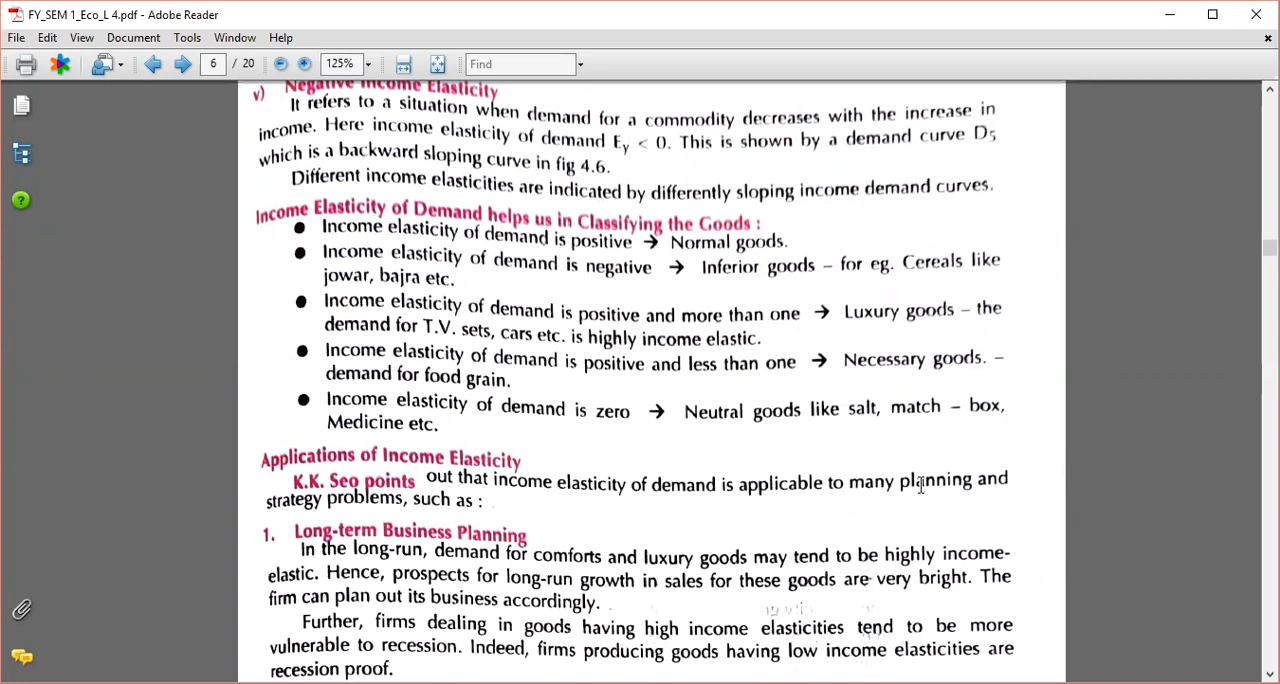 FY_SEM 1_Eco_L 4.pdf - Adobe Reader
File Edit View Document Tools Window Help
6 / 20 125% Find
v) Negative Income Elasticity
It refers to a situation when demand for a commodity decreases with the increase in
income. Here income elasticity of demand Ey < 0. This is shown by a demand curve D5
which is a backward sloping curve in fig 4.6.
Different income elasticities are indicated by differently sloping income demand curves.
Income Elasticity of Demand helps us in Classifying the Goods :
● Income elasticity of demand is positive → Normal goods.
● Income elasticity of demand is negative → Inferior goods – for eg. Cereals like
jowar, bajra etc.
● Income elasticity of demand is positive and more than one → Luxury goods – the
demand for T.V. sets, cars etc. is highly income elastic.
● Income elasticity of demand is positive and less than one → Necessary goods. –
demand for food grain.
● Income elasticity of demand is zero → Neutral goods like salt, match – box,
Medicine etc.
Applications of Income Elasticity
K.K. Seo points out that income elasticity of demand is applicable to many planning and
strategy problems, such as :
1. Long-term Business Planning
In the long-run, demand for comforts and luxury goods may tend to be highly income-
elastic. Hence, prospects for long-run growth in sales for these goods are very bright. The
firm can plan out its business accordingly.
Further, firms dealing in goods having high income elasticities tend to be more
vulnerable to recession. Indeed, firms producing goods having low income elasticities are
recession proof.